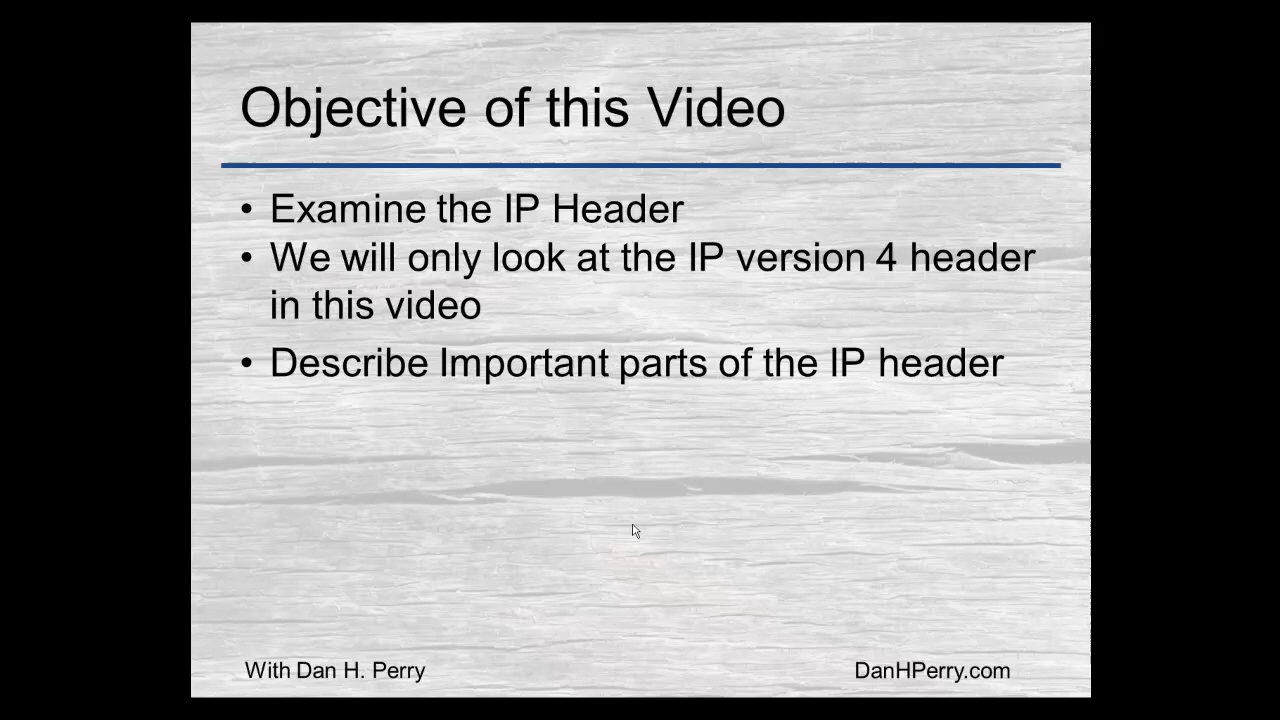 Objective of this Video
• Examine the IP Header
• We will only look at the IP version 4 header
in this video
• Describe Important parts of the IP header
With Dan H. Perry
DanHPerry.com